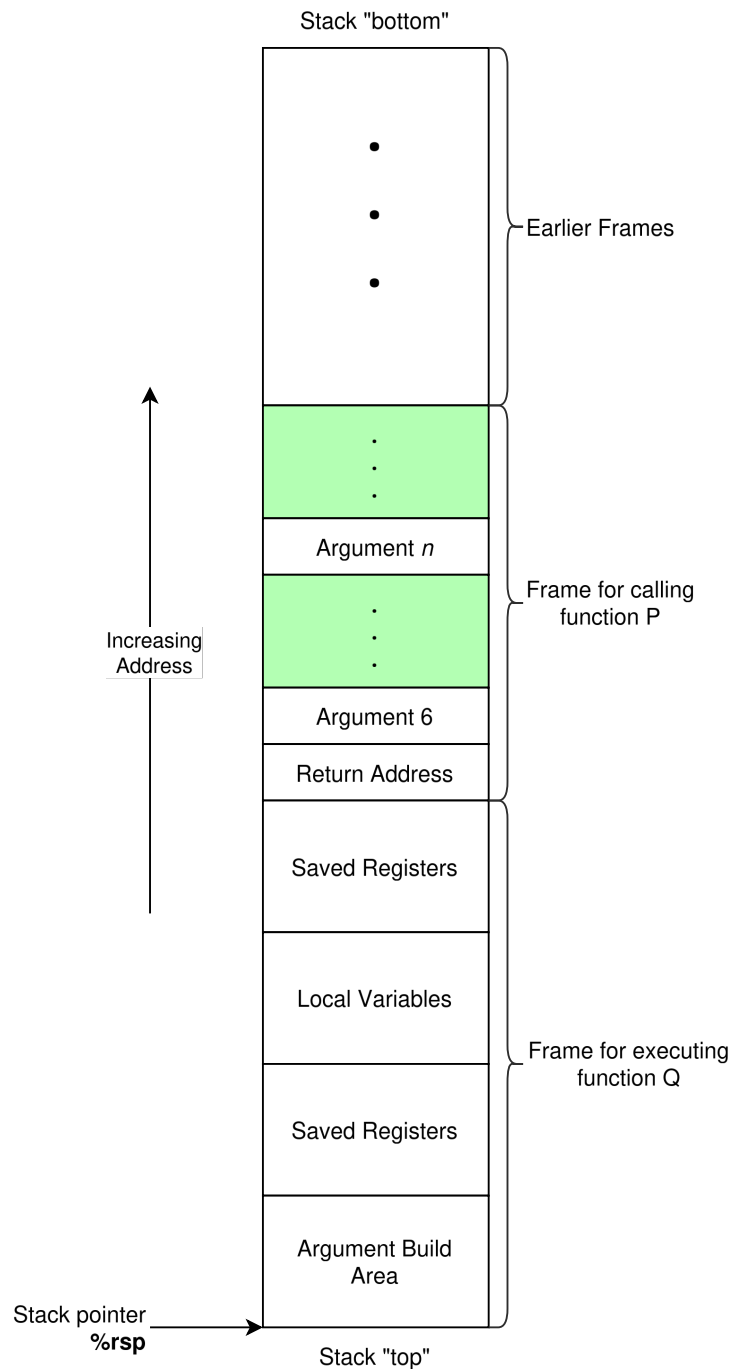 Stack "bottom"
Earlier Frames
Argument n
Frame for calling
function P
Increasing
Address
Argument 6
Return Address
Saved Registers
Local Variables
Frame for executing
function Q
Saved Registers
Argument Build
Area
Stack pointer
%rsp
Stack "top"